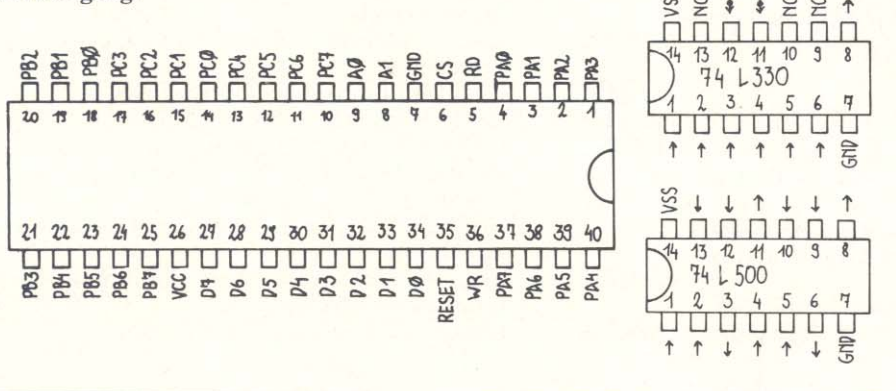 PB2 PB1 PBØ PC3 PC2 PC1 PCØ PC4 PC5 PC6 PC7 AØ A1 GND CS RD PAØ PA1 PA2 PA3
20 19 18 17 16 15 14 13 12 11 10 9 8 7 6 5 4 3 2 1
21 22 23 24 25 26 27 28 29 30 31 32 33 34 35 36 37 38 39 40
PB3 PB4 PB5 PB6 PB7 VCC D7 D6 D5 D4 D3 D2 D1 DØ RESET WR PA7 PA6 PA5 PA4
↑
14 13 12 11 10 9 8
74 L330
1 2 3 4 5 6 7
↑ ↑ ↑ ↑ ↑ ↑ GND
VSS ↓ ↓ ↑ ↓ ↓ ↑
14 13 12 11 10 9 8
74 L500
1 2 3 4 5 6 7
↑ ↑ ↓ ↑ ↑ ↓ GND